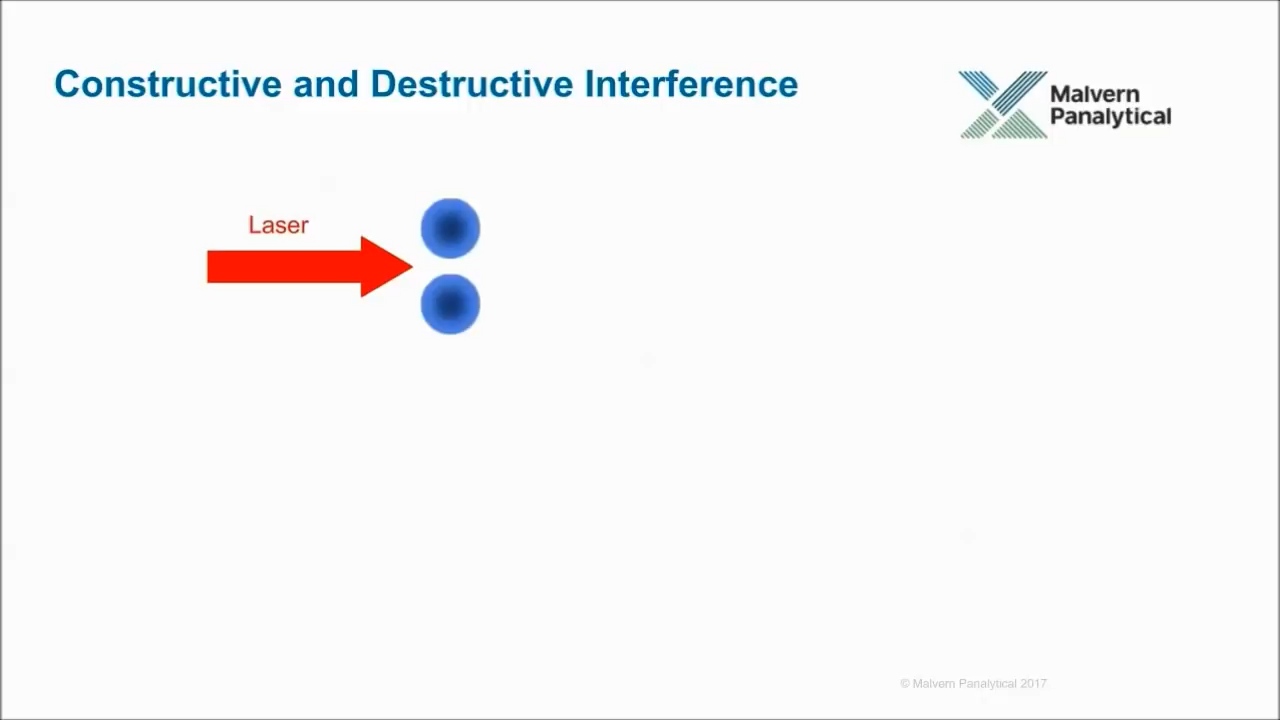 Constructive and Destructive Interference
Malvern
Panalytical
Laser
© Malvern Panalytical 2017